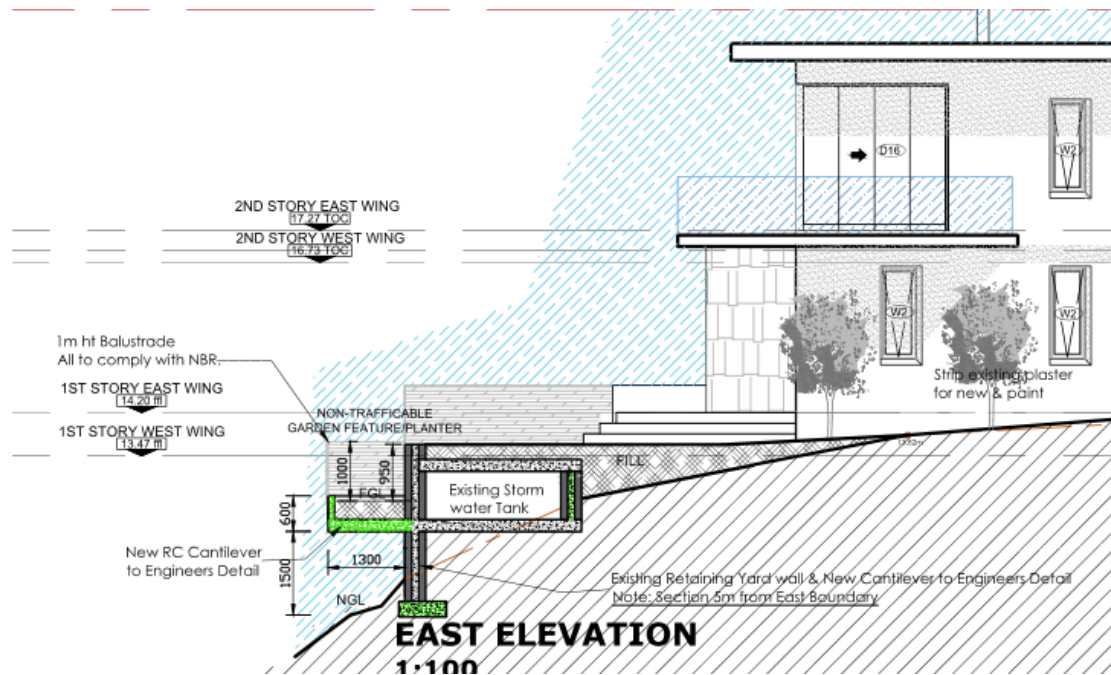 D16
W2
2ND STORY EAST WING
17.27 TOC
2ND STORY WEST WING
16.73 TOC
W2
W2
1m ht Balustrade
All to comply with NBR.
1ST STORY EAST WING
14.20 ffl
Strip existing plaster
for new & paint
NON-TRAFFICABLE
GARDEN FEATURE/PLANTER
1ST STORY WEST WING
13.47 ffl
1000
950
FILL
FGL
Existing Storm
water Tank
600
New RC Cantilever
to Engineers Detail
1300
1500
Existing Retaining Yard wall & New Cantilever to Engineers Detail
Note: Section 5m from East Boundary
NGL
EAST ELEVATION
1:100